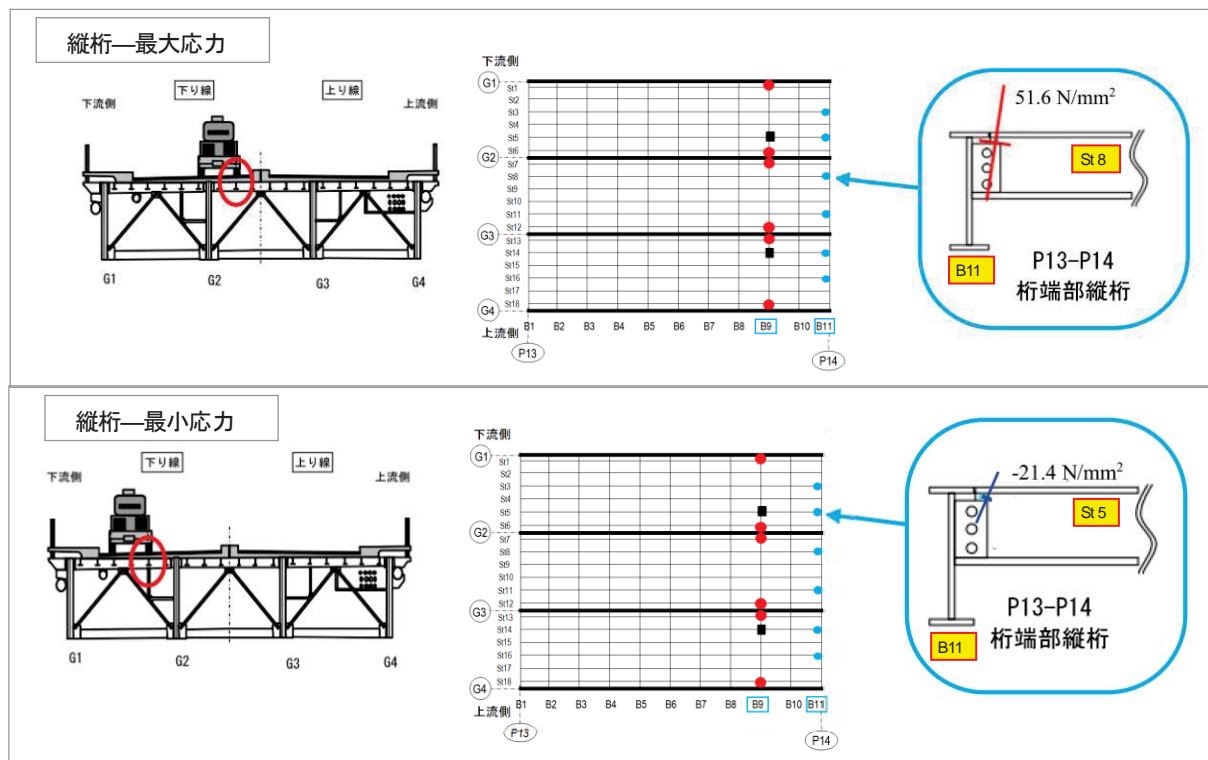 縦桁―最大応力
下り線
上り線
下流側
上流側
G1
G2
G3
G4
下流側
G1
St1
St2
St3
St4
St5
St6
G2
St7
St8
St9
St10
St11
St12
G3
St13
St14
St15
St16
St17
St18
G4
上流側
B1 B2 B3 B4 B5 B6 B7 B8 B9 B10 B11
P13
P14
51.6 N/mm²
St 8
B11
P13-P14
桁端部縦桁
縦桁―最小応力
下り線
上り線
下流側
上流側
G1
G2
G3
G4
下流側
G1
St1
St2
St3
St4
St5
St6
G2
St7
St8
St9
St10
St11
St12
G3
St13
St14
St15
St16
St17
St18
G4
上流側
B1 B2 B3 B4 B5 B6 B7 B8 B9 B10 B11
P13
P14
-21.4 N/mm²
St 5
P13-P14
桁端部縦桁
B11